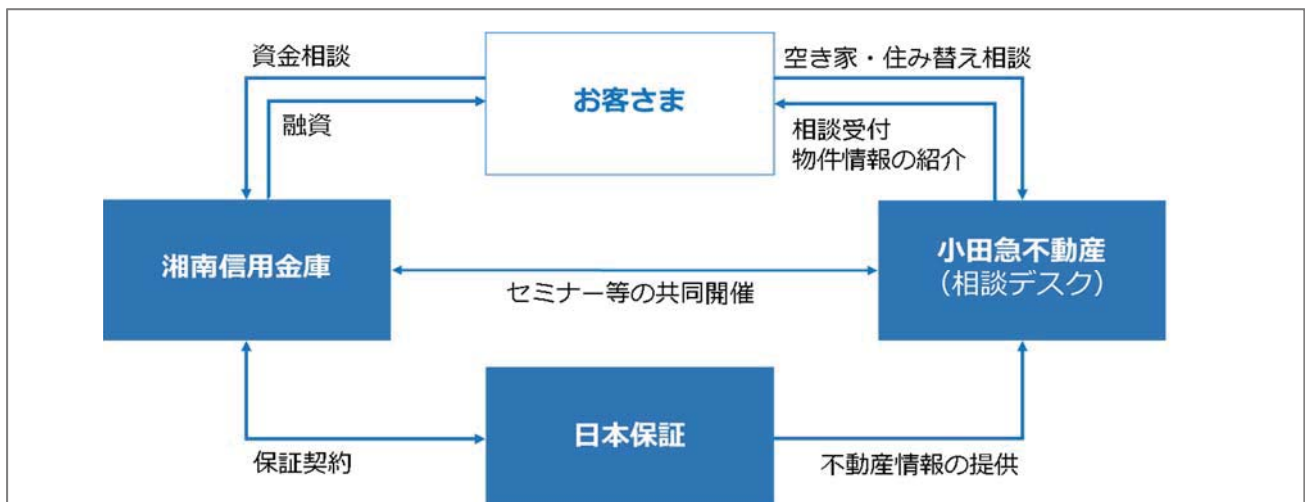 資金相談
融資
お客さま
空き家・住み替え相談
相談受付
物件情報の紹介
湘南信用金庫
小田急不動産
（相談デスク）
セミナー等の共同開催
日本保証
保証契約
不動産情報の提供